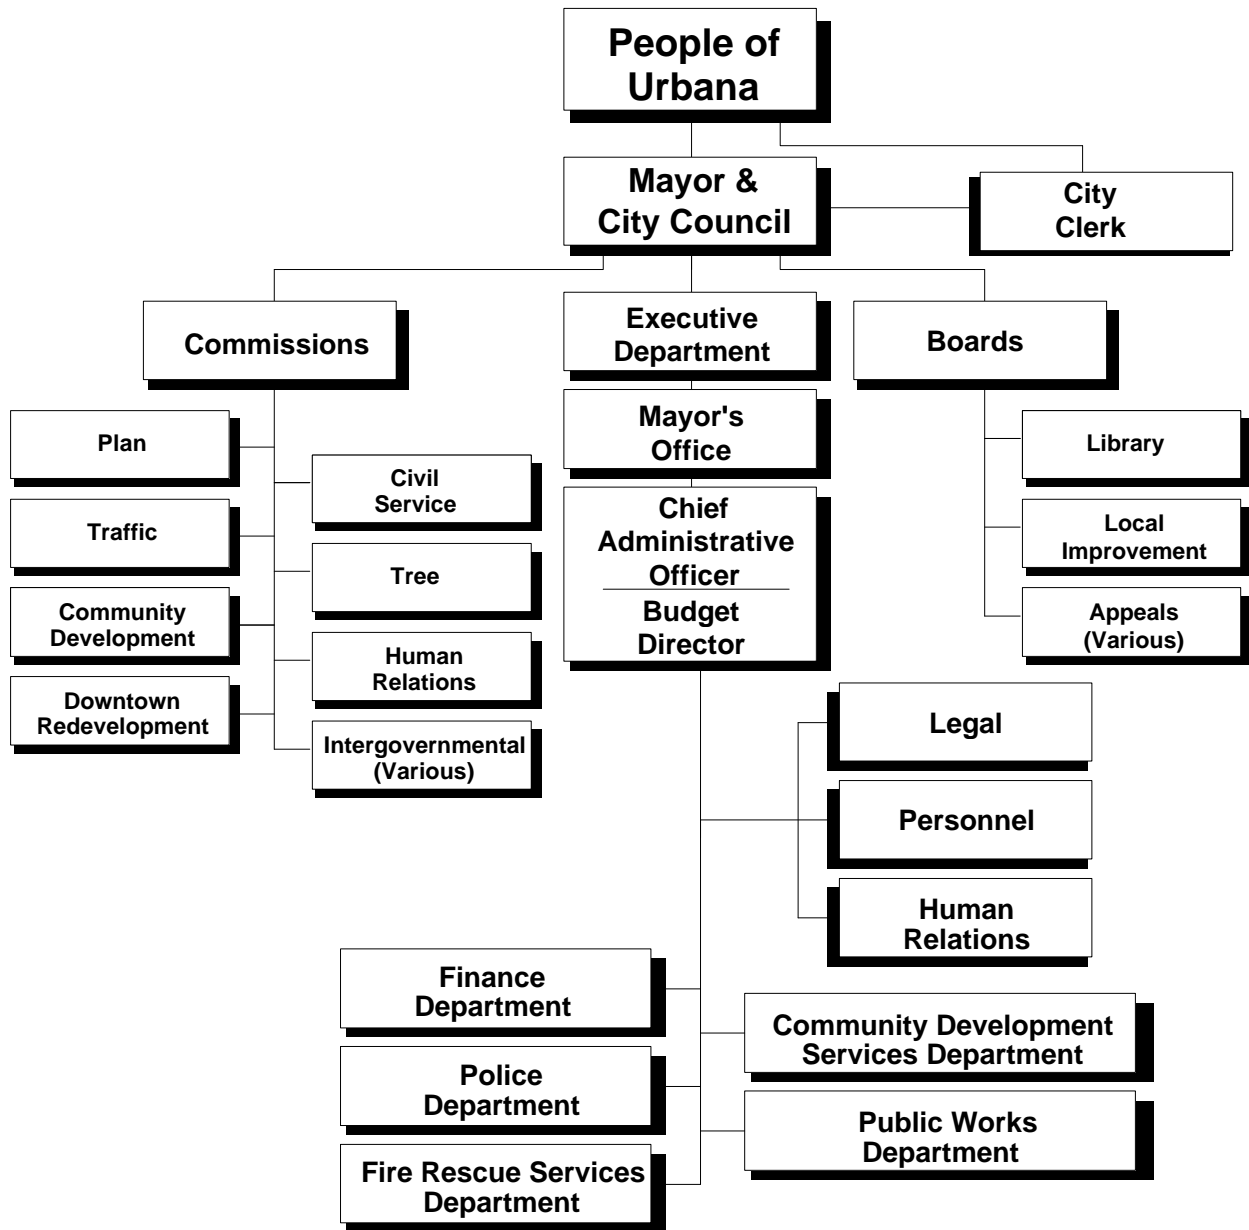 People of
Urbana
Mayor &
City Council
City
Clerk
Commissions
Executive
Department
Boards
Mayor's
Office
Plan
Civil
Service
Traffic
Tree
Community
Development
Human
Relations
Downtown
Redevelopment
Intergovernmental
(Various)
Chief
Administrative
Officer
Budget
Director
Library
Local
Improvement
Appeals
(Various)
Legal
Personnel
Human
Relations
Finance
Department
Community Development
Services Department
Police
Department
Public Works
Department
Fire Rescue Services
Department